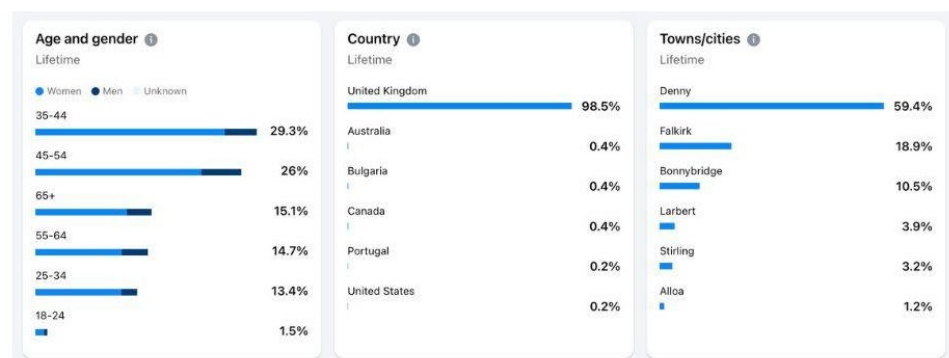 Age and gender
Lifetime
Women Men Unknown
35-44
29.3%
45-54
26%
65+
15.1%
55-64
14.7%
25-34
13.4%
18-24
1.5%
Country
Lifetime
United Kingdom
98.5%
Australia
0.4%
Bulgaria
0.4%
Canada
0.4%
Portugal
0.2%
United States
0.2%
Towns/cities
Lifetime
Denny
59.4%
Falkirk
18.9%
Bonnybridge
10.5%
Larbert
3.9%
Stirling
3.2%
Alloa
1.2%